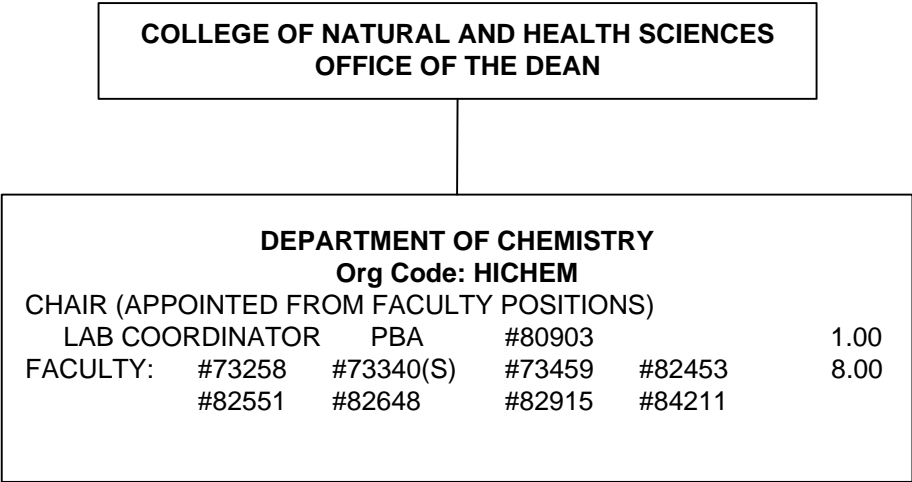 COLLEGE OF NATURAL AND HEALTH SCIENCES
OFFICE OF THE DEAN
DEPARTMENT OF CHEMISTRY
Org Code: HICHEM
CHAIR (APPOINTED FROM FACULTY POSITIONS)
LAB COORDINATOR PBA #80903 1.00
FACULTY: #73258 #73340(S) #73459 #82453 8.00
#82551 #82648 #82915 #84211